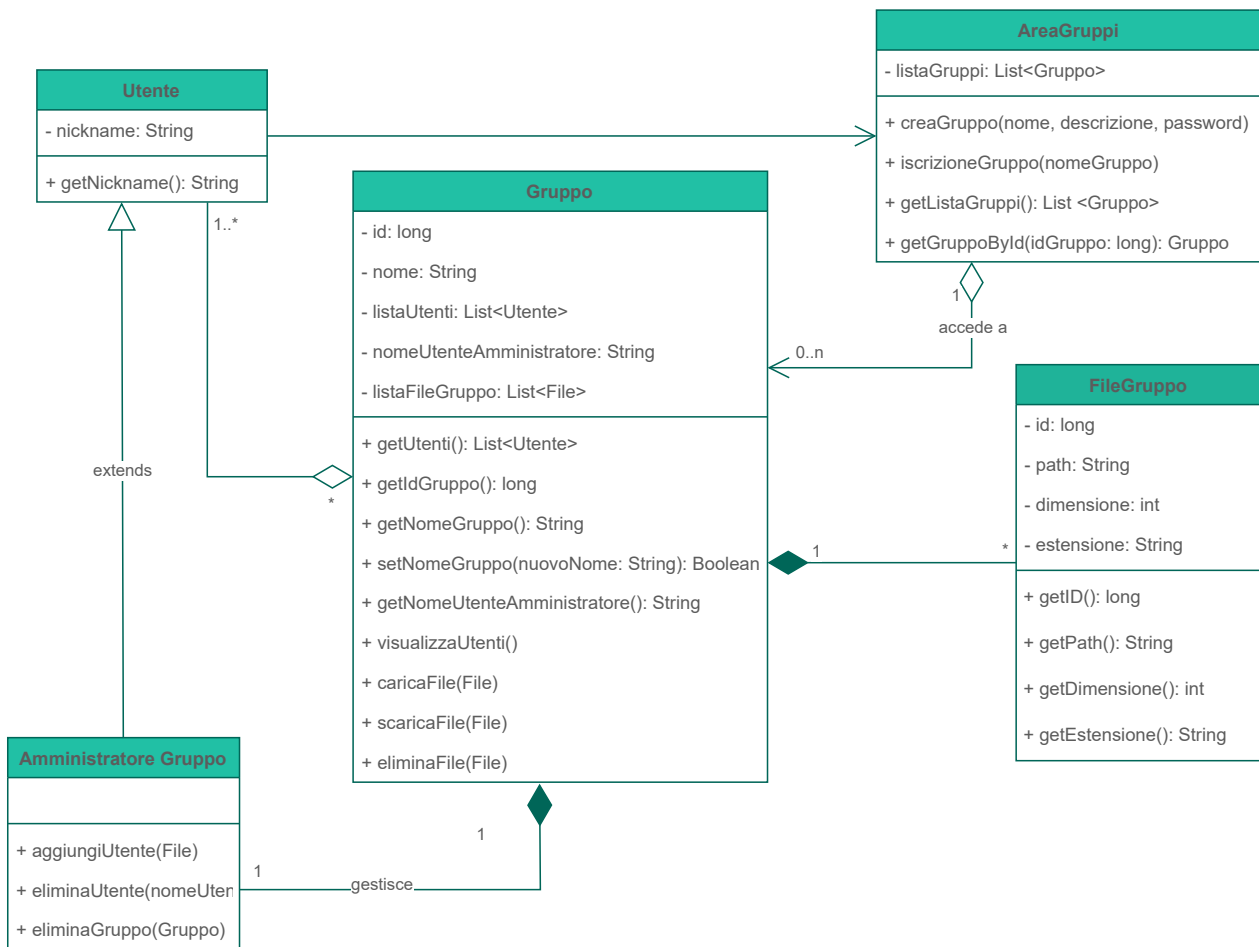 Utente
- nickname: String
+ getNickname(): String
1..*
AreaGruppi
- listaGruppi: List<Gruppo>
+ creaGruppo(nome, descrizione, password)
+ iscrizioneGruppo(nomeGruppo)
+ getListaGruppi(): List <Gruppo>
+ getGruppoById(idGruppo: long): Gruppo
1
accede a
0..n
Gruppo
- id: long
- nome: String
- listaUtenti: List<Utente>
- nomeUtenteAmministratore: String
- listaFileGruppo: List<File>
+ getUtenti(): List<Utente>
+ getIdGruppo(): long
+ getNomeGruppo(): String
+ setNomeGruppo(nuovoNome: String): Boolean
+ getNomeUtenteAmministratore(): String
+ visualizzaUtenti()
+ caricaFile(File)
+ scaricaFile(File)
+ eliminaFile(File)
*
extends
1
*
FileGruppo
- id: long
- path: String
- dimensione: int
- estensione: String
+ getID(): long
+ getPath(): String
+ getDimensione(): int
+ getEstensione(): String
Amministratore Gruppo
+ aggiungiUtente(File)
+ eliminaUtente(nomeUten
+ eliminaGruppo(Gruppo)
1
gestisce
1